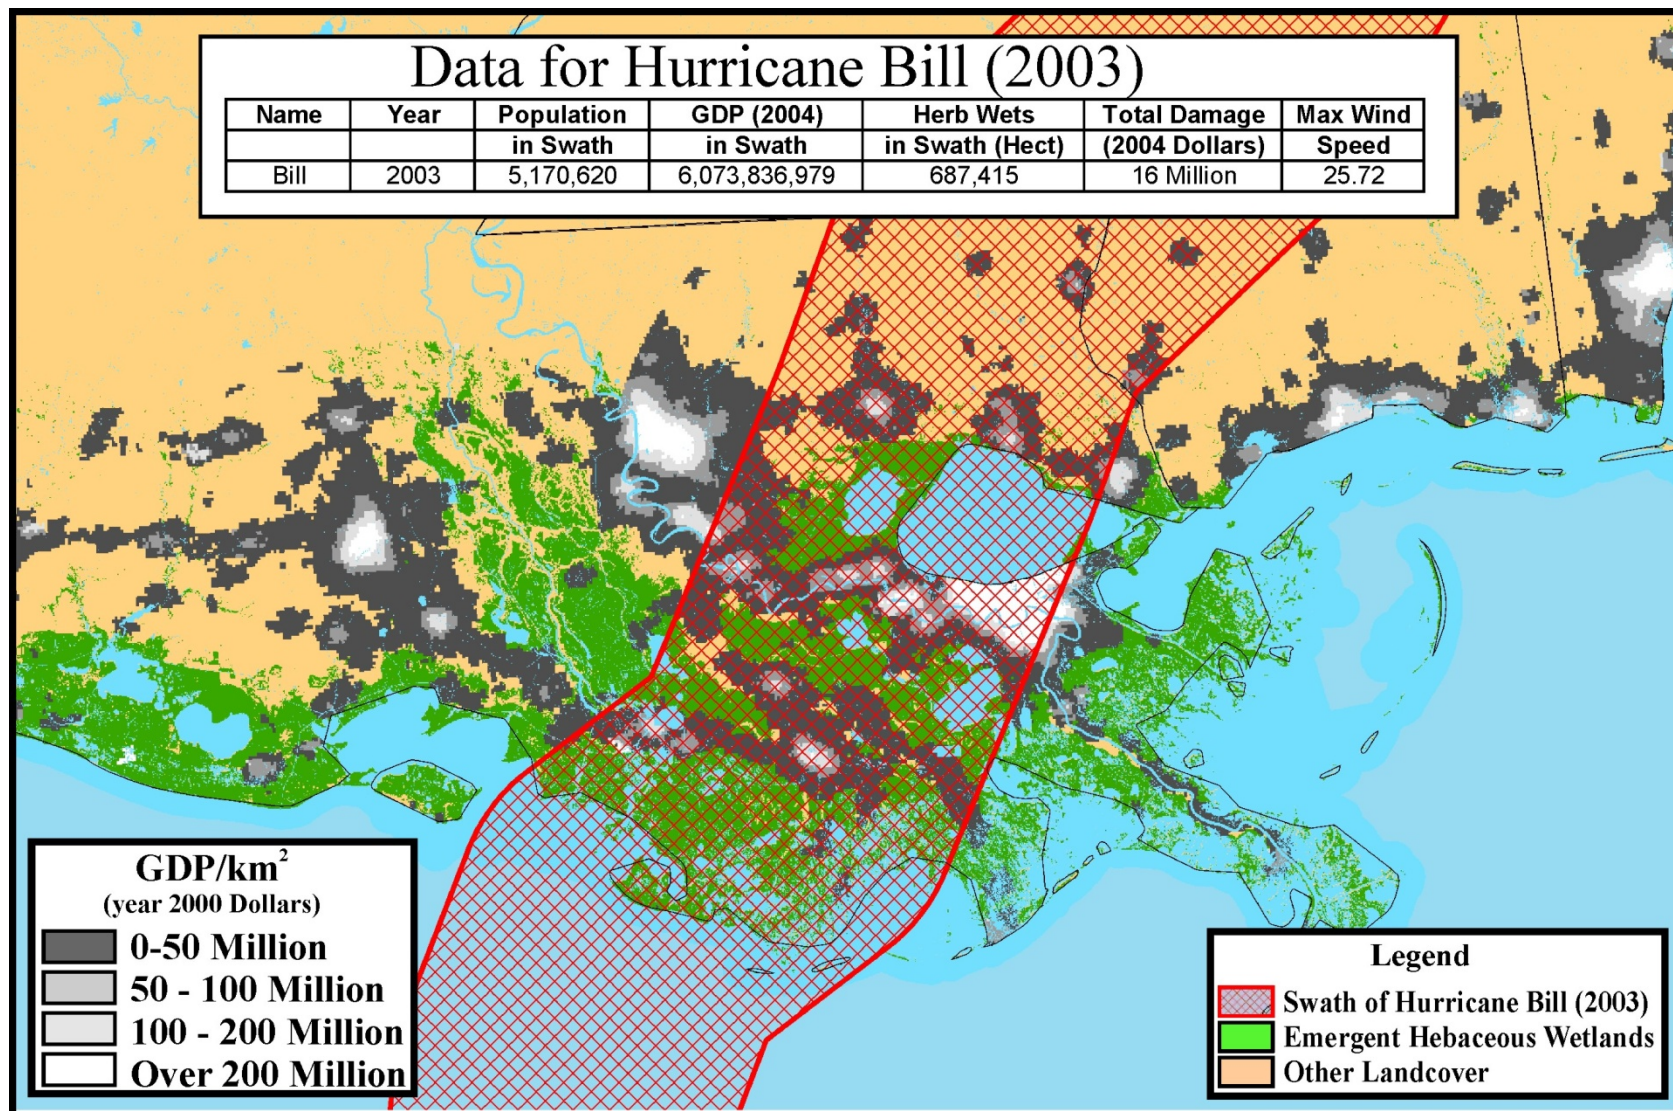 Data for Hurricane Bill (2003)
Name Year Population GDP (2004) Herb Wets Total Damage Max Wind
in Swath in Swath in Swath (Hect) (2004 Dollars) Speed
Bill 2003 5,170,620 6,073,836,979 687,415 16 Million 25.72
GDP/km²
(year 2000 Dollars)
0-50 Million
50 - 100 Million
100 - 200 Million
Over 200 Million
Legend
Swath of Hurricane Bill (2003)
Emergent Hebaceous Wetlands
Other Landcover